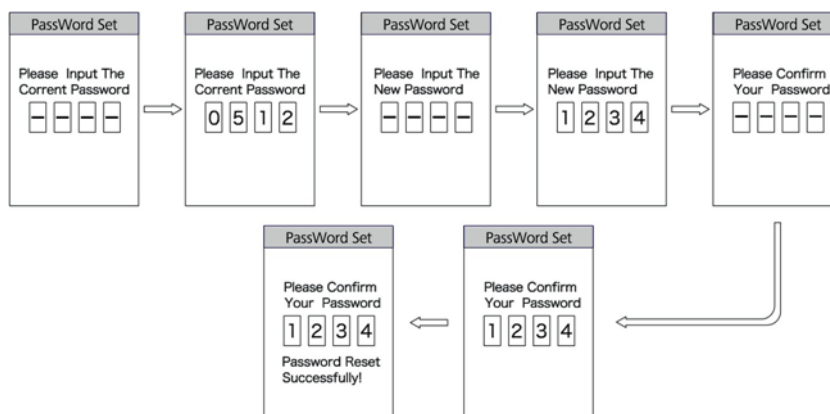 PassWord Set
Please Input The
Corrent Password
- - - -
PassWord Set
Please Input The
Corrent Password
0 5 1 2
PassWord Set
Please Input The
New Password
- - - -
PassWord Set
Please Input The
New Password
1 2 3 4
PassWord Set
Please Confirm
Your Password
- - - -
PassWord Set
Please Confirm
Your Password
1 2 3 4
PassWord Set
Please Confirm
Your Password
1 2 3 4
Password Reset
Successfully!